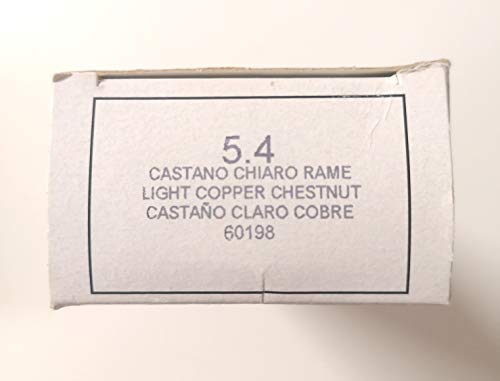 5.4
CASTANO CHIARO RAME
LIGHT COPPER CHESTNUT
CASTAÑO CLARO COBRE
60198